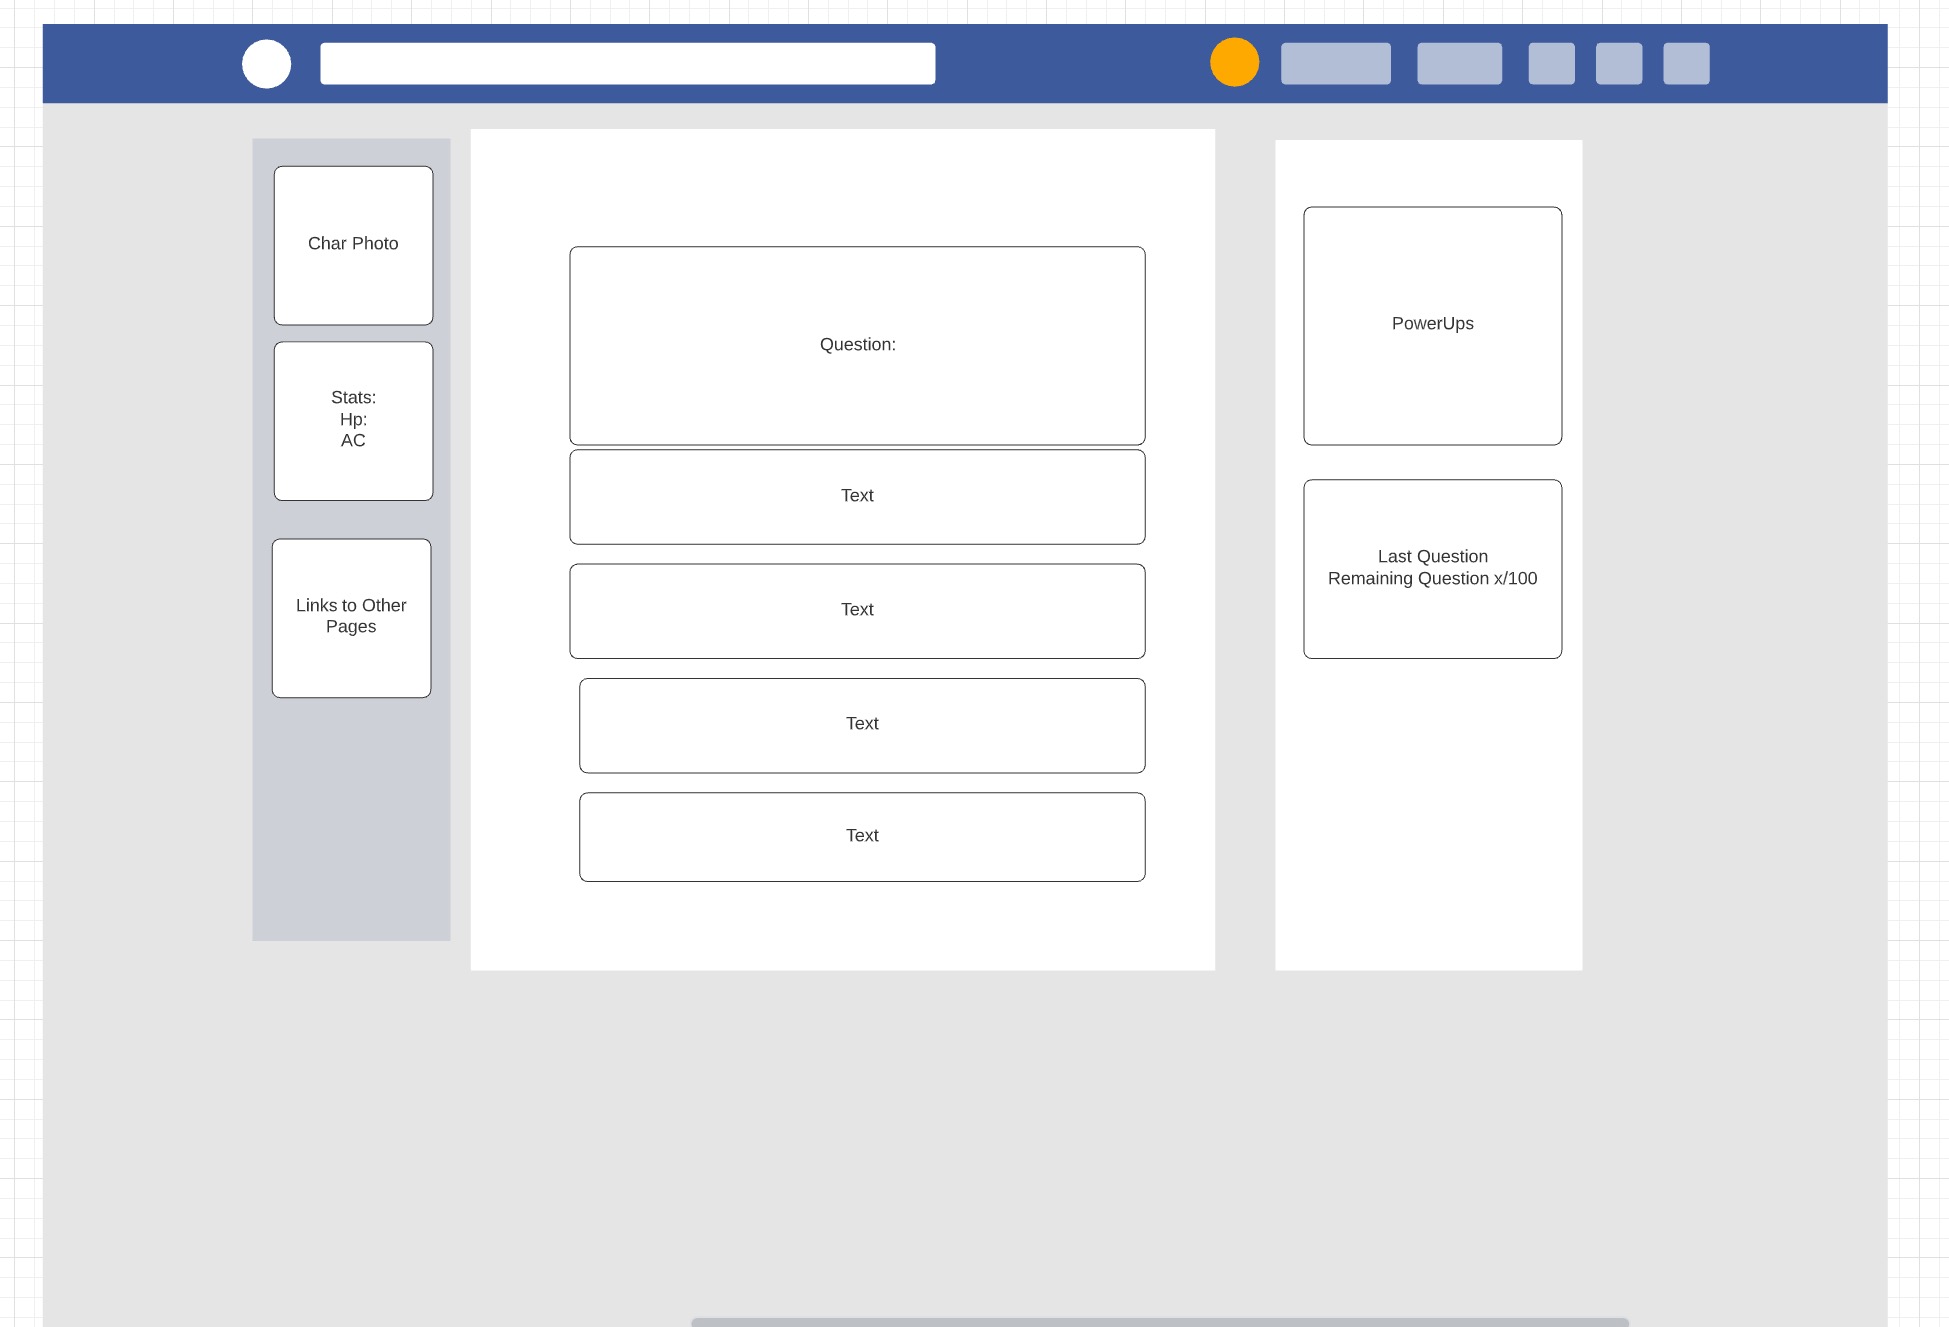 Char Photo
Stats:
Hp:
AC
Links to Other
Pages
Question:
Text
Text
Text
Text
PowerUps
Last Question
Remaining Question x/100